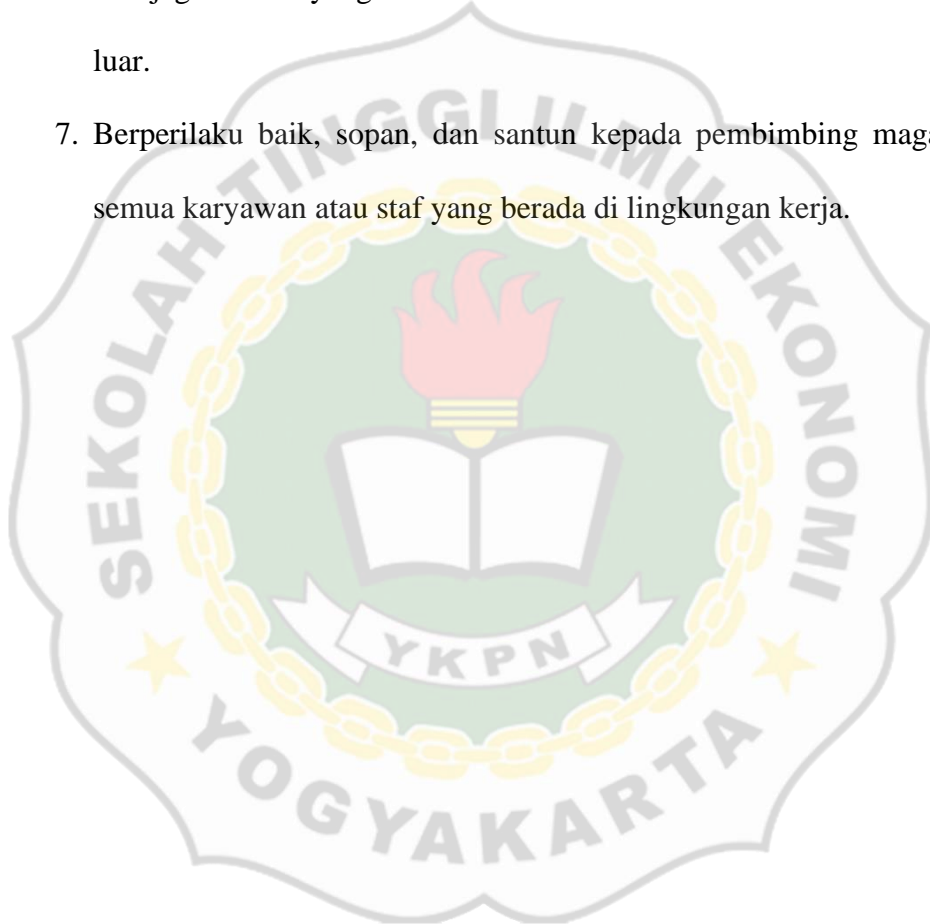 luar.
7. Berperilaku baik, sopan, dan santun kepada pembimbing maga
semua karyawan atau staf yang berada di lingkungan kerja.
SEKOLAH TINGGI ILMU EKONOMI
YKPN
YOGYAKARTA